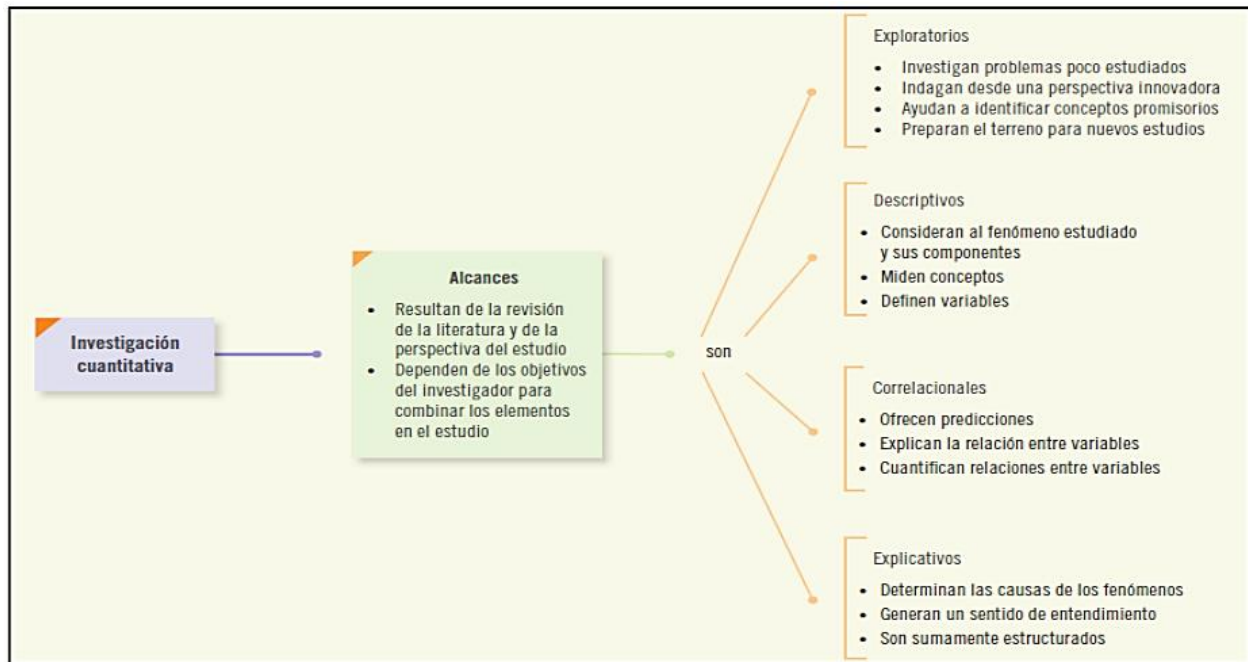 Investigación
cuantitativa
Alcances
• Resultan de la revisión
de la literatura y de la
perspectiva del estudio
• Dependen de los objetivos
del investigador para
combinar los elementos
en el estudio
son
Exploratorios
• Investigan problemas poco estudiados
• Indagan desde una perspectiva innovadora
• Ayudan a identificar conceptos promisorios
• Preparan el terreno para nuevos estudios
Descriptivos
• Consideran al fenómeno estudiado
y sus componentes
• Miden conceptos
• Definen variables
Correlacionales
• Ofrecen predicciones
• Explican la relación entre variables
• Cuantifican relaciones entre variables
Explicativos
• Determinan las causas de los fenómenos
• Generan un sentido de entendimiento
• Son sumamente estructurados